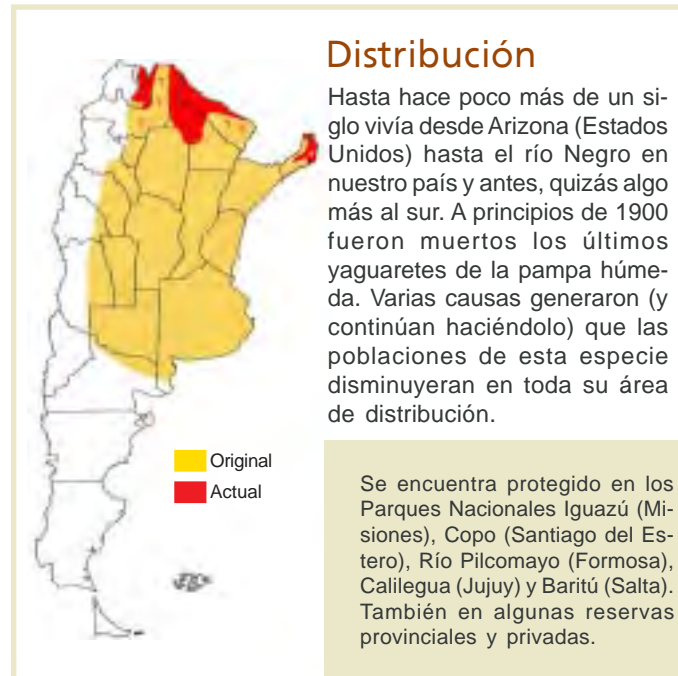 Distribución
Hasta hace poco más de un si-
glo vivía desde Arizona (Estados
Unidos) hasta el río Negro en
nuestro país y antes, quizás algo
más al sur. A principios de 1900
fueron muertos los últimos
yaguaretes de la pampa húme-
da. Varias causas generaron (y
continúan haciéndolo) que las
poblaciones de esta especie
disminuyeran en toda su área
de distribución.
Original
Actual
Se encuentra protegido en los
Parques Nacionales Iguazú (Mi-
siones), Copo (Santiago del Es-
tero), Río Pilcomayo (Formosa),
Calilegua (Jujuy) y Baritú (Salta).
También en algunas reservas
provinciales y privadas.